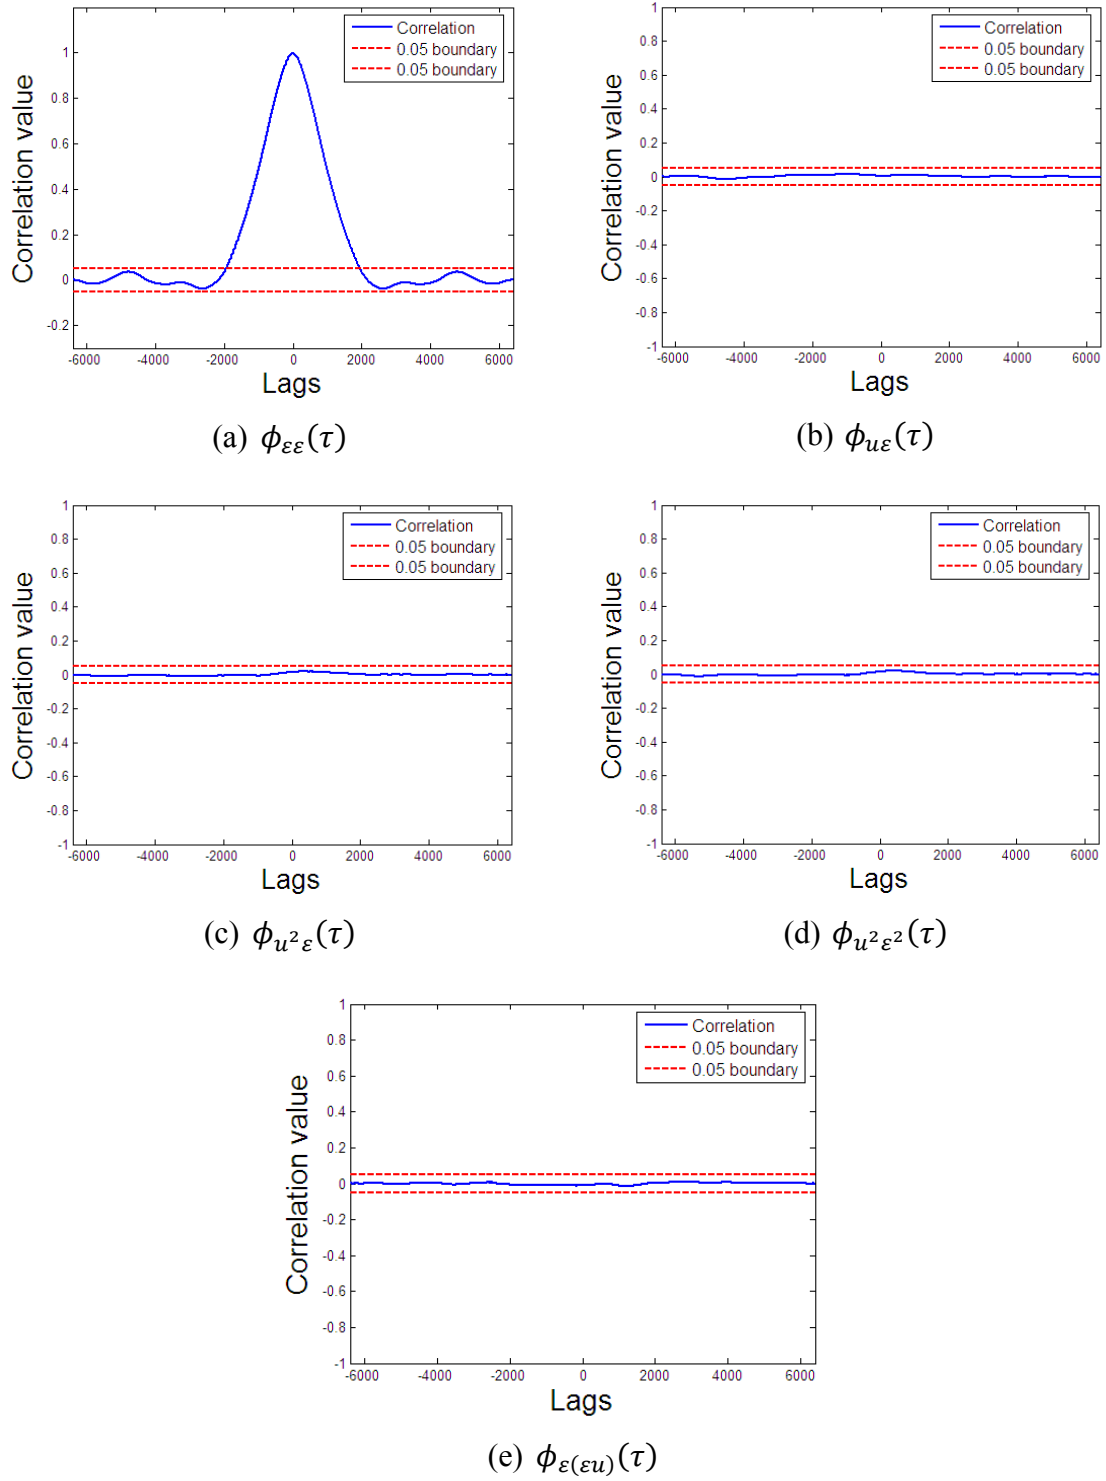 Correlation
0.05 boundary
0.05 boundary
1
0.8
0.6
0.4
0.2
0
-0.2
Correlation value
-6000 -4000 -2000 0 2000 4000 6000
Lags
(a) ϕεε(τ)
Correlation
0.05 boundary
0.05 boundary
1
0.8
0.6
0.4
0.2
0
-0.2
-0.4
-0.6
-0.8
-1
Correlation value
-6000 -4000 -2000 0 2000 4000 6000
Lags
(b) ϕuε(τ)
Correlation
0.05 boundary
0.05 boundary
1
0.8
0.6
0.4
0.2
0
-0.2
-0.4
-0.6
-0.8
-1
Correlation value
-6000 -4000 -2000 0 2000 4000 6000
Lags
(c) ϕu²ε(τ)
Correlation
0.05 boundary
0.05 boundary
1
0.8
0.6
0.4
0.2
0
-0.2
-0.4
-0.6
-0.8
-1
Correlation value
-6000 -4000 -2000 0 2000 4000 6000
Lags
(d) ϕu²ε²(τ)
Correlation
0.05 boundary
0.05 boundary
1
0.8
0.6
0.4
0.2
0
-0.2
-0.4
-0.6
-0.8
-1
Correlation value
-6000 -4000 -2000 0 2000 4000 6000
Lags
(e) ϕε(εu)(τ)